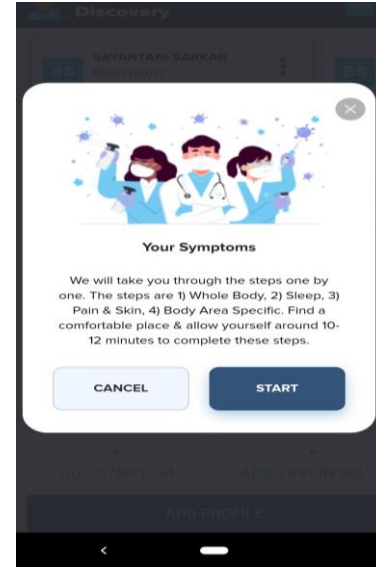 Discovery
SAYANTANI SARKAR
Your Symptoms
We will take you through the steps one by
one. The steps are 1) Whole Body, 2) Sleep, 3)
Pain & Skin, 4) Body Area Specific. Find a
comfortable place & allow yourself around 10-
12 minutes to complete these steps.
CANCEL
START
ADD SYMPTOM
ADD TEST RESULT
ADD PROFILE